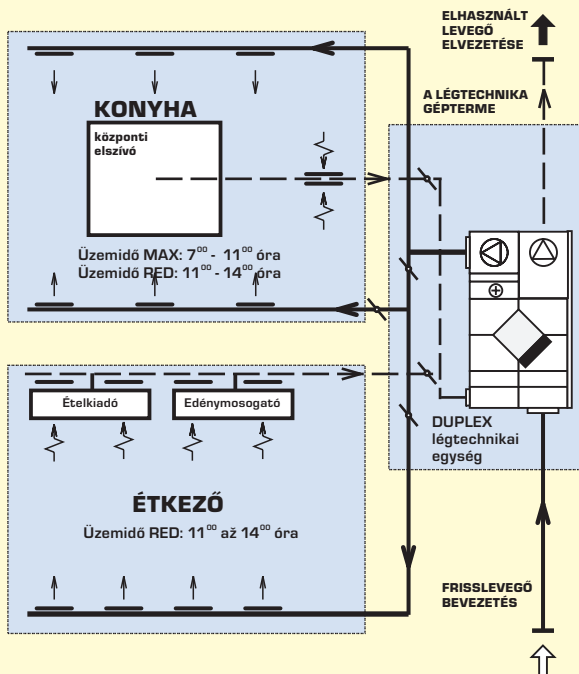 ELHASZNÁLT
LEVEGŐ
ELVEZETÉSE
A LÉGTECHNIKA
GÉPTERME
KONYHA
központi
elszívó
Üzemidő MAX: 7⁰⁰ - 11⁰⁰ óra
Üzemidő RED: 11⁰⁰ - 14⁰⁰ óra
Ételkiadó
Edénymosogató
DUPLEX
légtechnikai
egység
ÉTKEZŐ
Üzemidő RED: 11⁰⁰ az 14⁰⁰ óra
FRISSLEVEGŐ
BEVEZETÉS